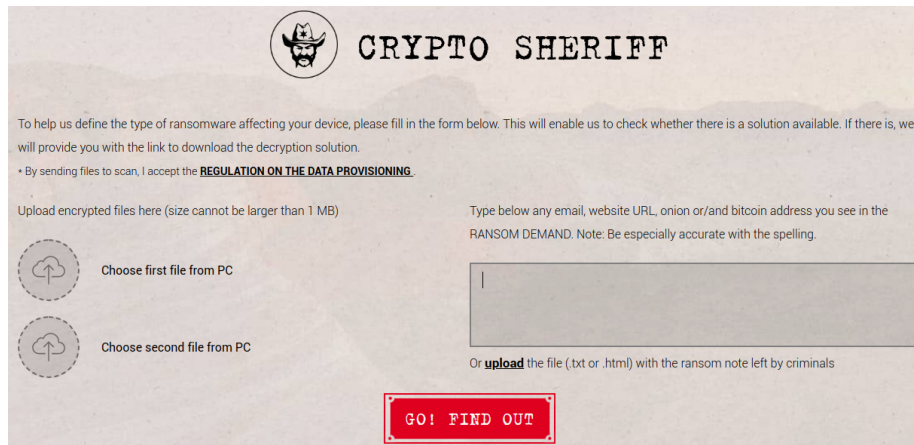 CRYPTO SHERIFF
To help us define the type of ransomware affecting your device, please fill in the form below. This will enable us to check whether there is a solution available. If there is, we
will provide you with the link to download the decryption solution.
* By sending files to scan, I accept the REGULATION ON THE DATA PROVISIONING .
Upload encrypted files here (size cannot be larger than 1 MB)
Choose first file from PC
Choose second file from PC
Type below any email, website URL, onion or/and bitcoin address you see in the
RANSOM DEMAND. Note: Be especially accurate with the spelling.
Or upload the file (.txt or .html) with the ransom note left by criminals
GO! FIND OUT